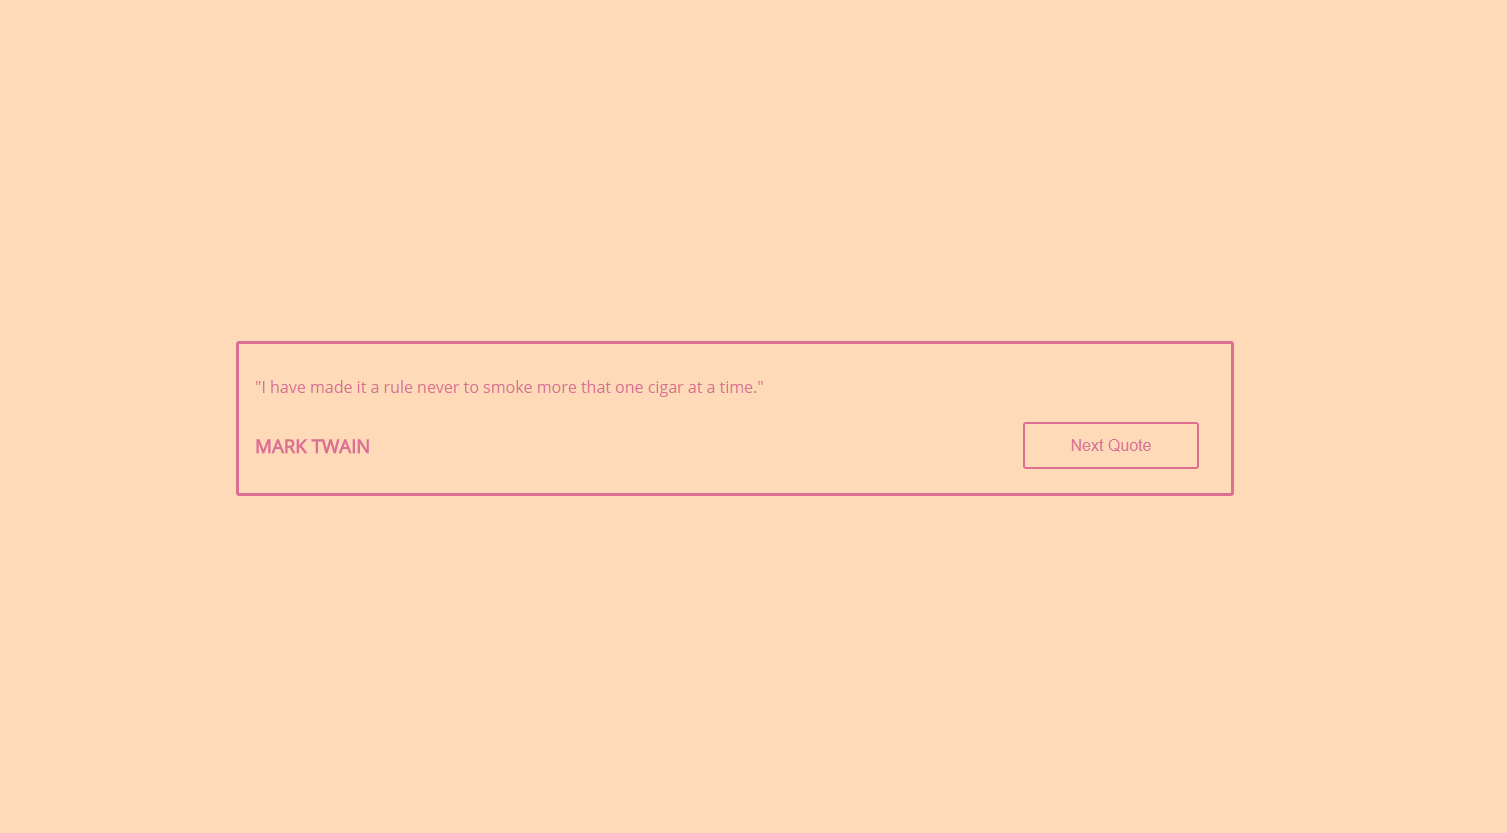 "I have made it a rule never to smoke more that one cigar at a time."
MARK TWAIN
Next Quote